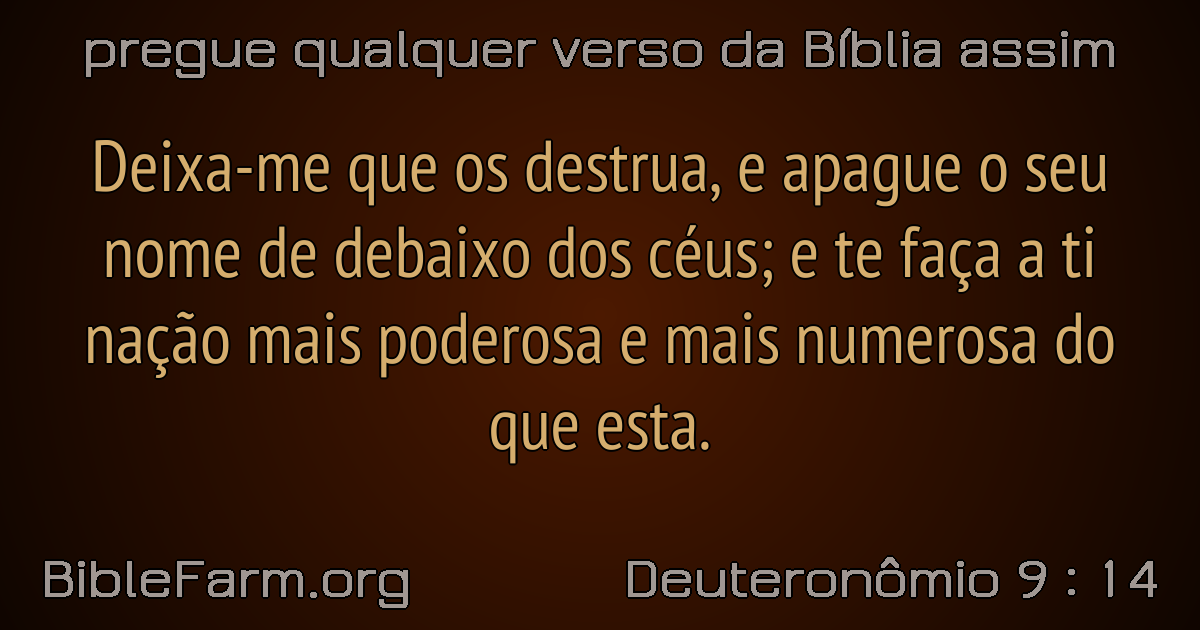 pregue qualquer verso da Bíblia assim
Deixa-me que os destrua, e apague o seu
nome de debaixo dos céus; e te faça a ti
nação mais poderosa e mais numerosa do
que esta.
BibleFarm.org
Deuteronômio 9 : 14